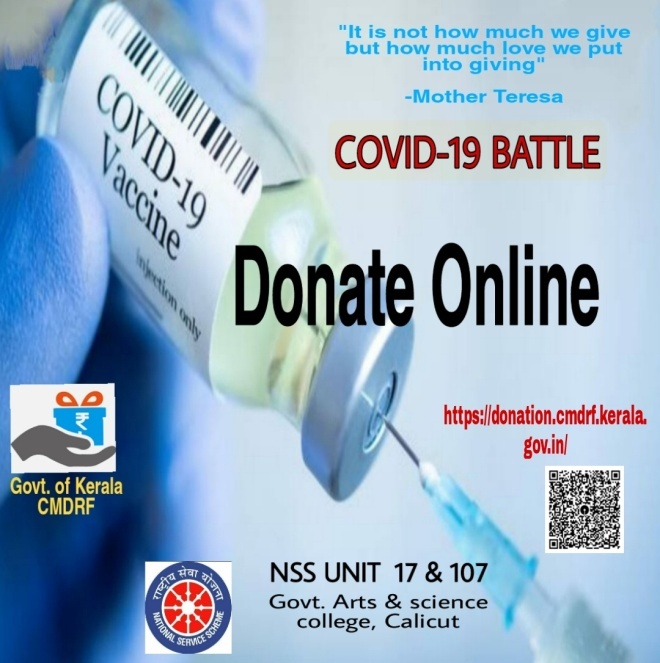 "It is not how much we give
but how much love we put
into giving"
-Mother Teresa
COVID-19 BATTLE
COVID-19
Vaccine
injection only
Donate Online
https://donation.cmdrf.kerala.
gov.in/
₹
Govt. of Kerala
CMDRF
राष्ट्रीय सेवा योजना
NATIONAL SERVICE SCHEME
NSS UNIT 17 & 107
Govt. Arts & science
college, Calicut